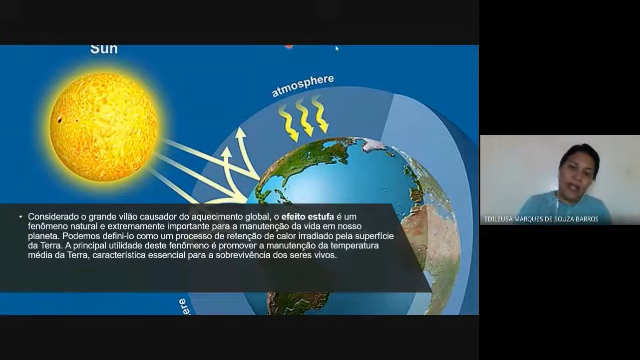 Sun
atmosphere
• Considerado o grande vilão causador do aquecimento global, o efeito estufa é um
fenômeno natural e extremamente importante para a manutenção da vida em nosso
planeta. Podemos defini-lo como um processo de retenção de calor irradiado pela superfície
da Terra. A principal utilidade deste fenômeno é promover a manutenção da temperatura
média da Terra, característica essencial para a sobrevivência dos seres vivos.
EDILEUSA MARQUES DE SOUZA BARROS